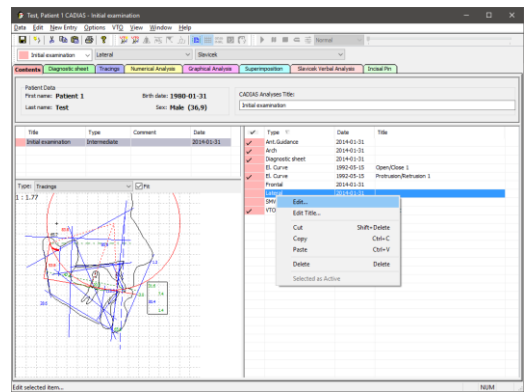 Test, Patient 1 CADIAS - Initial examination
Data Edit New Entry Options VTO View Window Help
Normal
Initial examination Lateral Slavicek
Contents Diagnostic sheet Tracings Numerical Analysis Graphical Analysis Superimposition Slavicek Verbal Analysis Incisal Pin
Patient Data
First name: Patient 1 Birth date: 1980-01-31
Last name: Test Sex: Male (36,9)
CADIAS Analyses Title:
Initial examination
Title Type Comment Date
Initial examination Intermediate 2014-01-31
Type: Tracings Fit
1 : 1.77
Type Date Title
Ant.Guidance 2014-01-31
Arch 2014-01-31
Diagnostic sheet 2014-01-31
El. Curve 1992-05-15 Open/Close 1
El. Curve 1992-05-15 Protrusion/Retrusion 1
Frontal 2014-01-31
Lateral 2014-01-31
SMV
VTO
Edit...
Edit Title...
Cut Shift+Delete
Copy Ctrl+C
Paste Ctrl+V
Delete Delete
Selected as Active
Edit selected item...
NUM